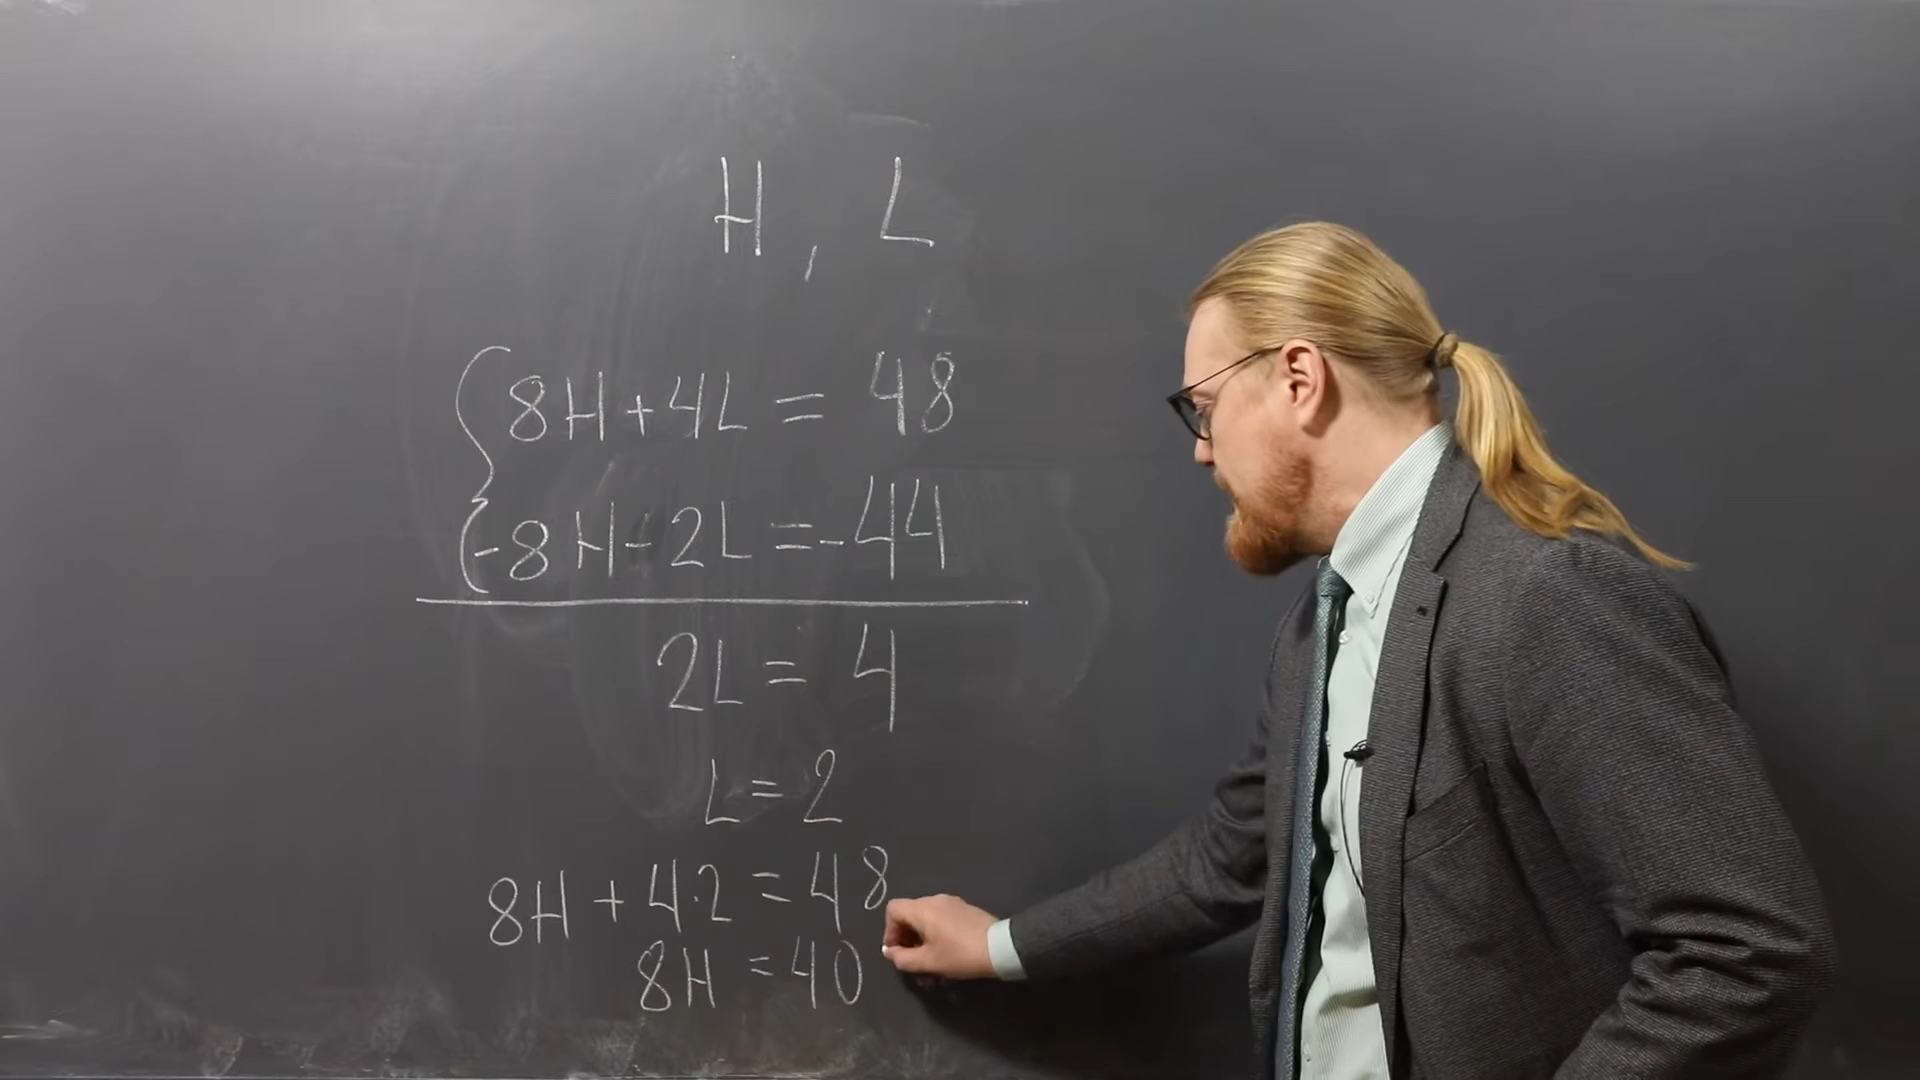 H, L
8H+4L = 48
-8H-2L=-44
2L = 4
L = 2
8H + 4·2 = 48
8H = 40